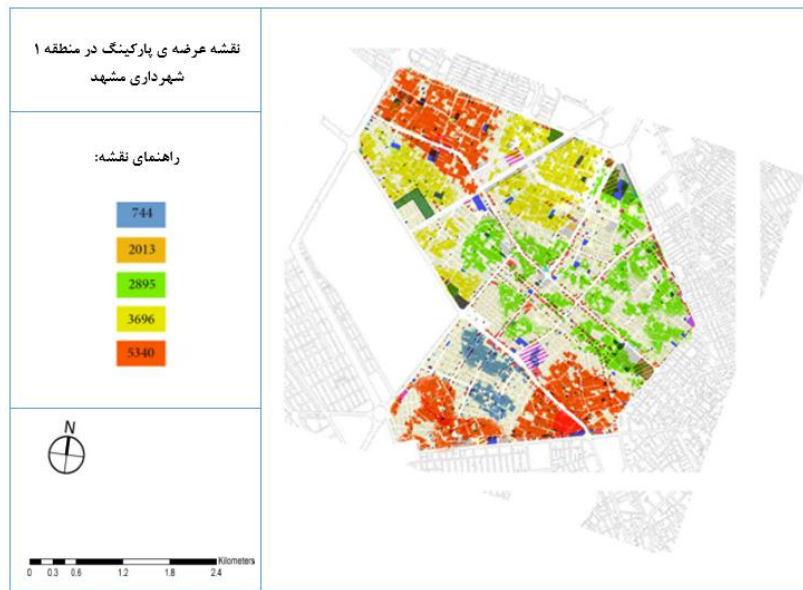 نقشه عرضه ی پارکینگ در منطقه ۱
شهرداری مشهد
راهنمای نقشه:
744
2013
2895
3696
5340
N
Kilometers
0 0.3 0.6 1.2 1.8 2.4